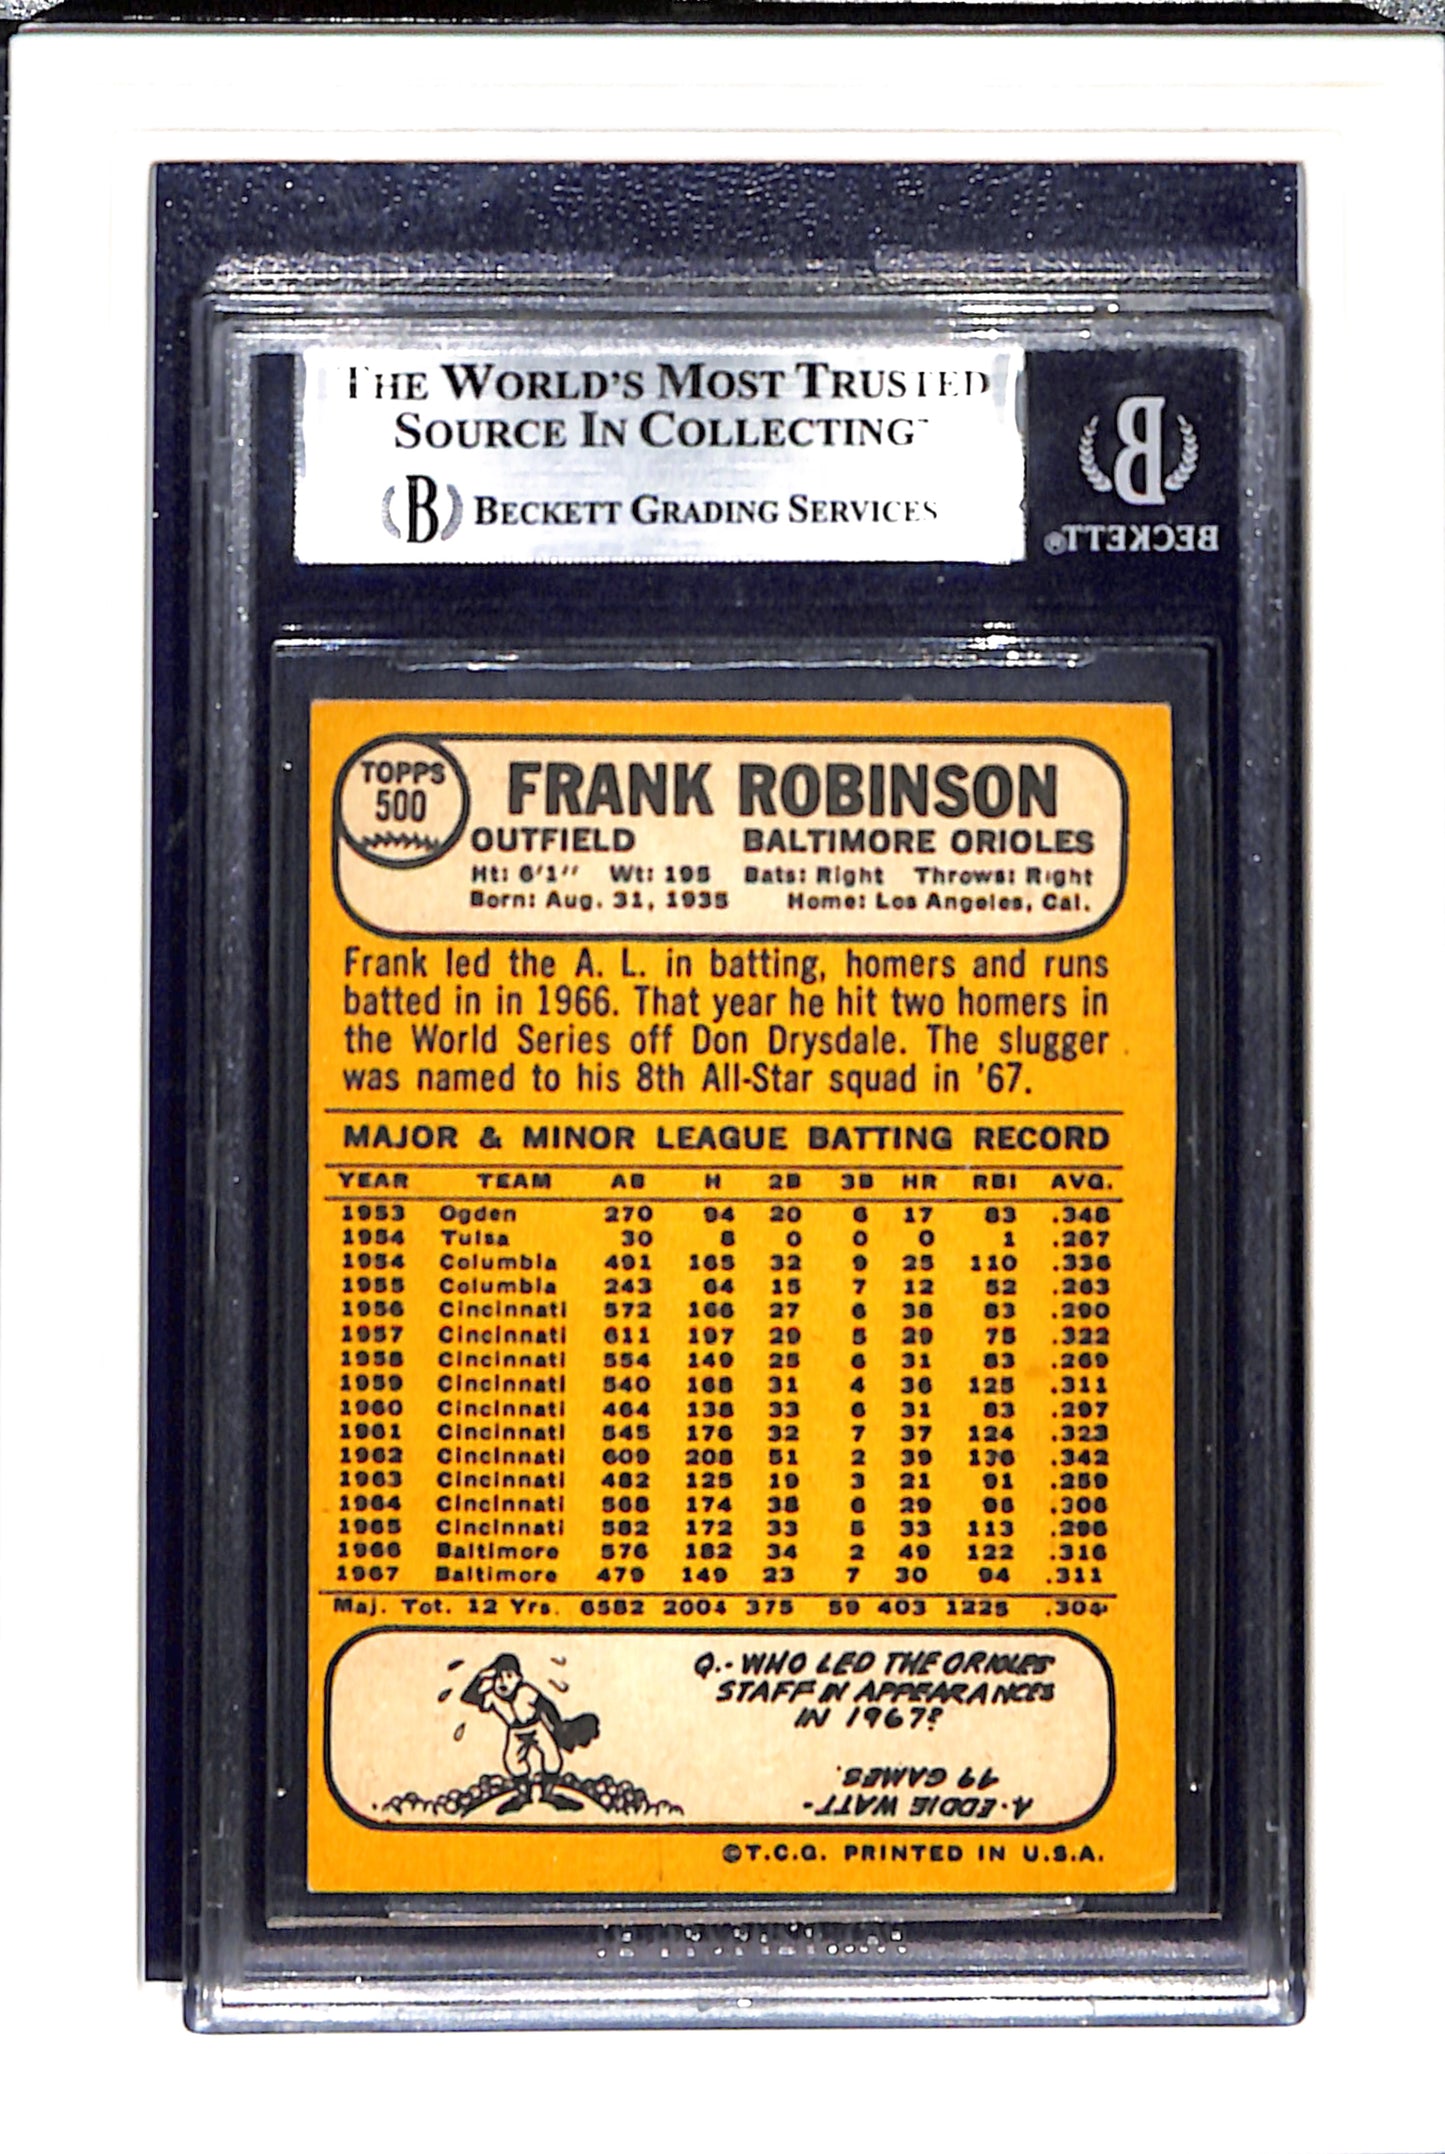 THE WORLD'S MOST TRUSTED
SOURCE IN COLLECTING™
B BECKETT GRADING SERVICES
B
BECKETT®
TOPPS
500
FRANK ROBINSON
OUTFIELD BALTIMORE ORIOLES
Ht: 6'1" Wt: 195 Bats: Right Throws: Right
Born: Aug. 31, 1935 Home: Los Angeles, Cal.
Frank led the A. L. in batting, homers and runs
batted in in 1966. That year he hit two homers in
the World Series off Don Drysdale. The slugger
was named to his 8th All-Star squad in '67.
MAJOR & MINOR LEAGUE BATTING RECORD
YEAR TEAM AB H 2B 3B HR RBI AVG.
1953 Ogden 270 94 20 6 17 83 .348
1954 Tulsa 30 8 0 0 0 1 .267
1954 Columbia 491 165 32 9 25 110 .336
1955 Columbia 243 64 15 7 12 52 .263
1956 Cincinnati 572 166 27 6 38 83 .290
1957 Cincinnati 611 197 29 5 29 75 .322
1958 Cincinnati 554 149 25 6 31 83 .269
1959 Cincinnati 540 168 31 4 36 125 .311
1960 Cincinnati 464 138 33 6 31 83 .297
1961 Cincinnati 545 176 32 7 37 124 .323
1962 Cincinnati 609 208 51 2 39 136 .342
1963 Cincinnati 482 125 19 3 21 91 .259
1964 Cincinnati 568 174 38 6 29 96 .306
1965 Cincinnati 582 172 33 5 33 113 .296
1966 Baltimore 576 182 34 2 49 122 .316
1967 Baltimore 479 149 23 7 30 94 .311
Maj. Tot. 12 Yrs. 6582 2004 375 59 403 1225 .304
Q.- WHO LED THE ORIOLES
STAFF IN APPEARANCES
IN 1967?
A-EDDIE WATT-
49 GAMES.
©T.C.G. PRINTED IN U.S.A.